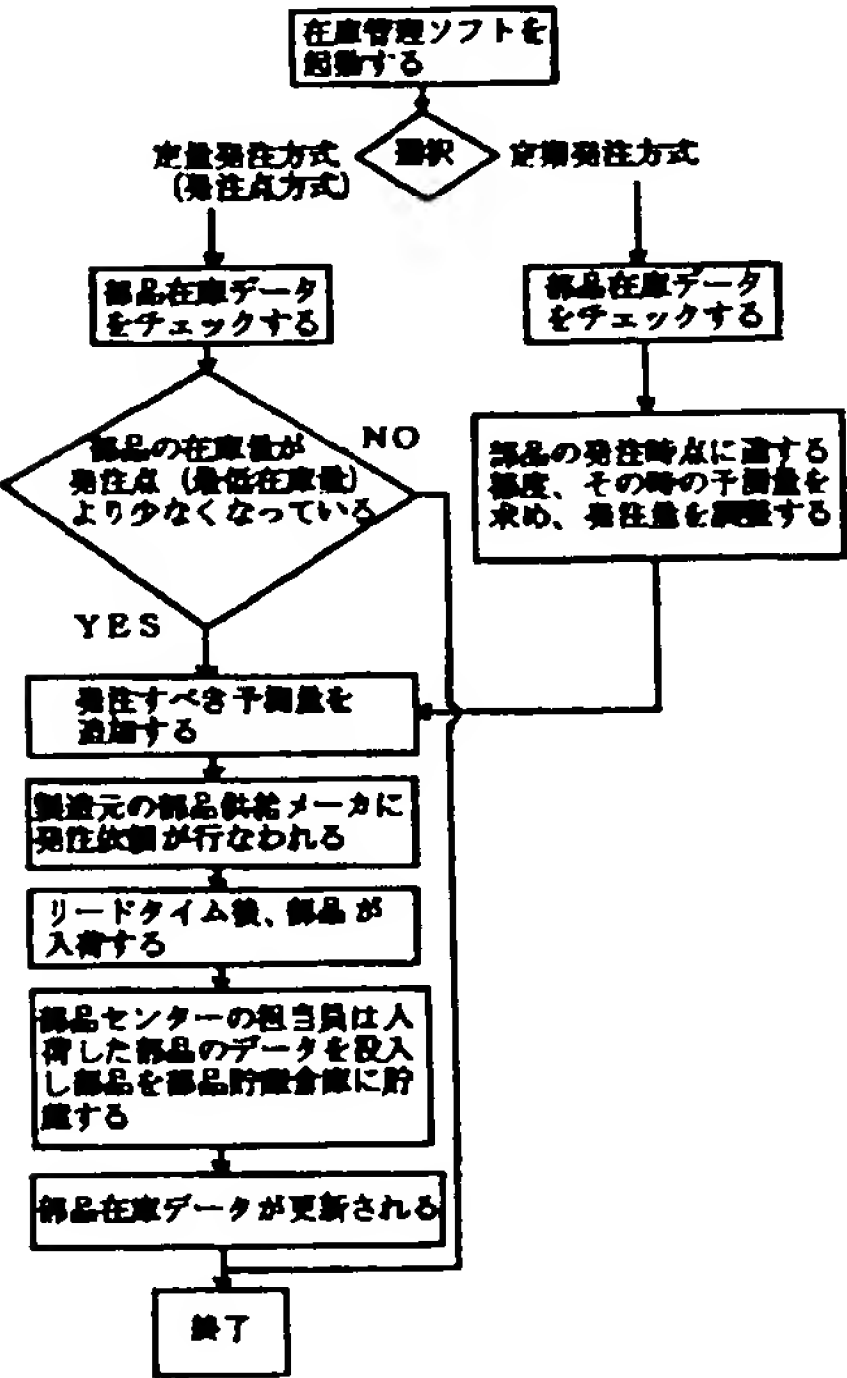 在庫管理ソフトを
起動する
選択
定量発注方式
(発注点方式)
定期発注方式
部品在庫データ
をチェックする
部品在庫データ
をチェックする
部品の在庫量が
発注点(最低在庫量)
より少なくなっている
NO
YES
部品の発注時点に達する
都度、その時の予測量を
求め、発注量を調整する
発注すべき予測量を
追加する
製造元の部品供給メーカに
発注依頼が行なわれる
リードタイム後、部品が
入荷する
部品センターの担当員は入
荷した部品のデータを投入
し部品を部品貯蔵倉庫に貯
蔵する
部品在庫データが更新される
終了